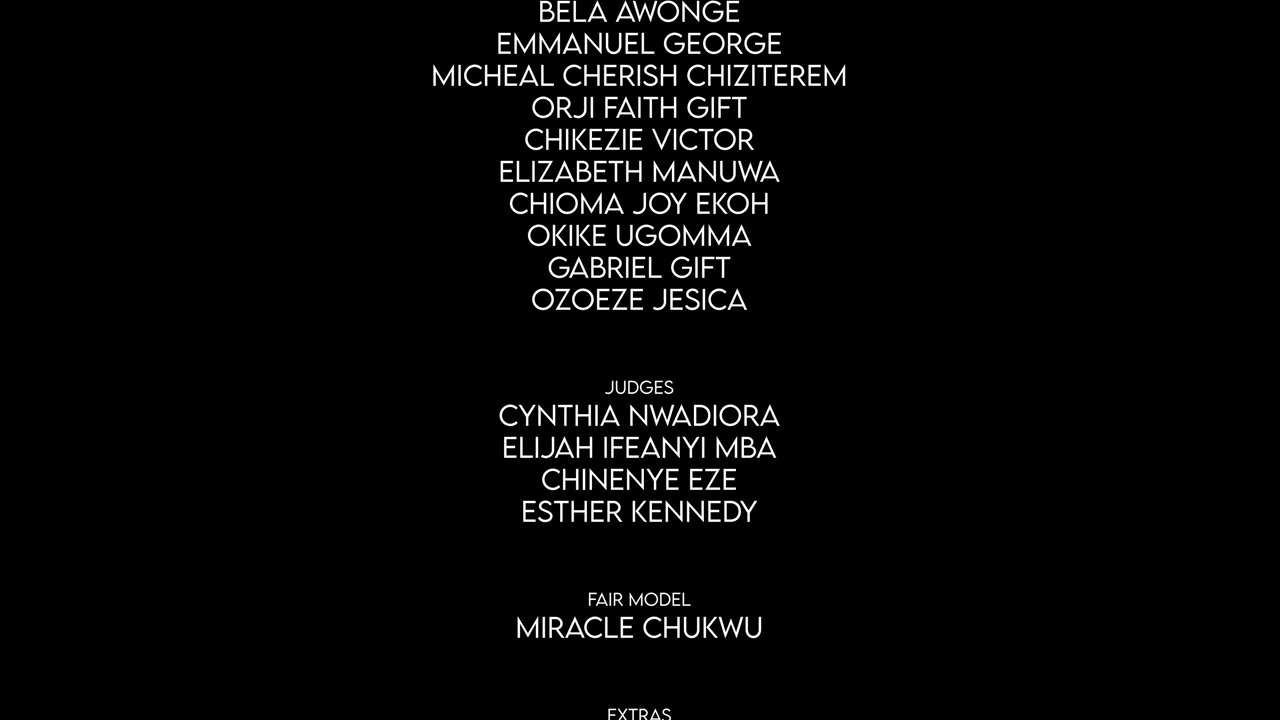 BELA AWONGE
EMMANUEL GEORGE
MICHEAL CHERISH CHIZITEREM
ORJI FAITH GIFT
CHIKEZIE VICTOR
ELIZABETH MANUWA
CHIOMA JOY EKOH
OKIKE UGOMMA
GABRIEL GIFT
OZOEZE JESICA
JUDGES
CYNTHIA NWADIORA
ELIJAH IFEANYI MBA
CHINENYE EZE
ESTHER KENNEDY
FAIR MODEL
MIRACLE CHUKWU
EXTRAS